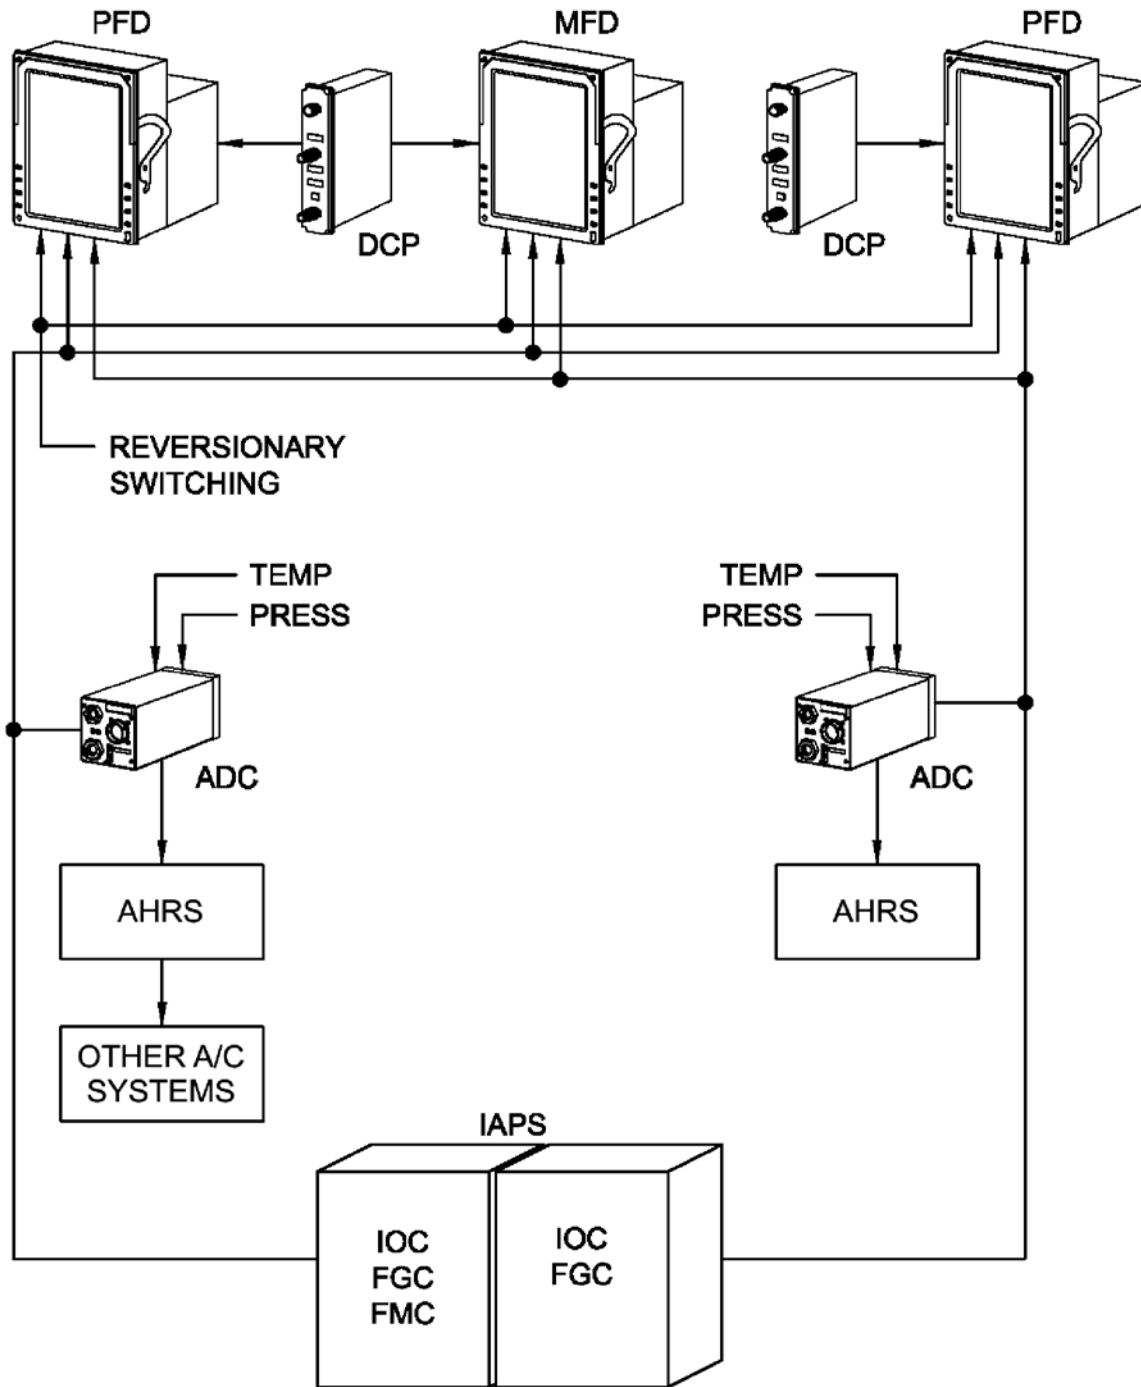 PFD
MFD
PFD
DCP
DCP
REVERSIONARY
SWITCHING
TEMP
PRESS
TEMP
PRESS
ADC
ADC
AHRS
AHRS
OTHER A/C
SYSTEMS
IAPS
IOC
FGC
FMC
IOC
FGC